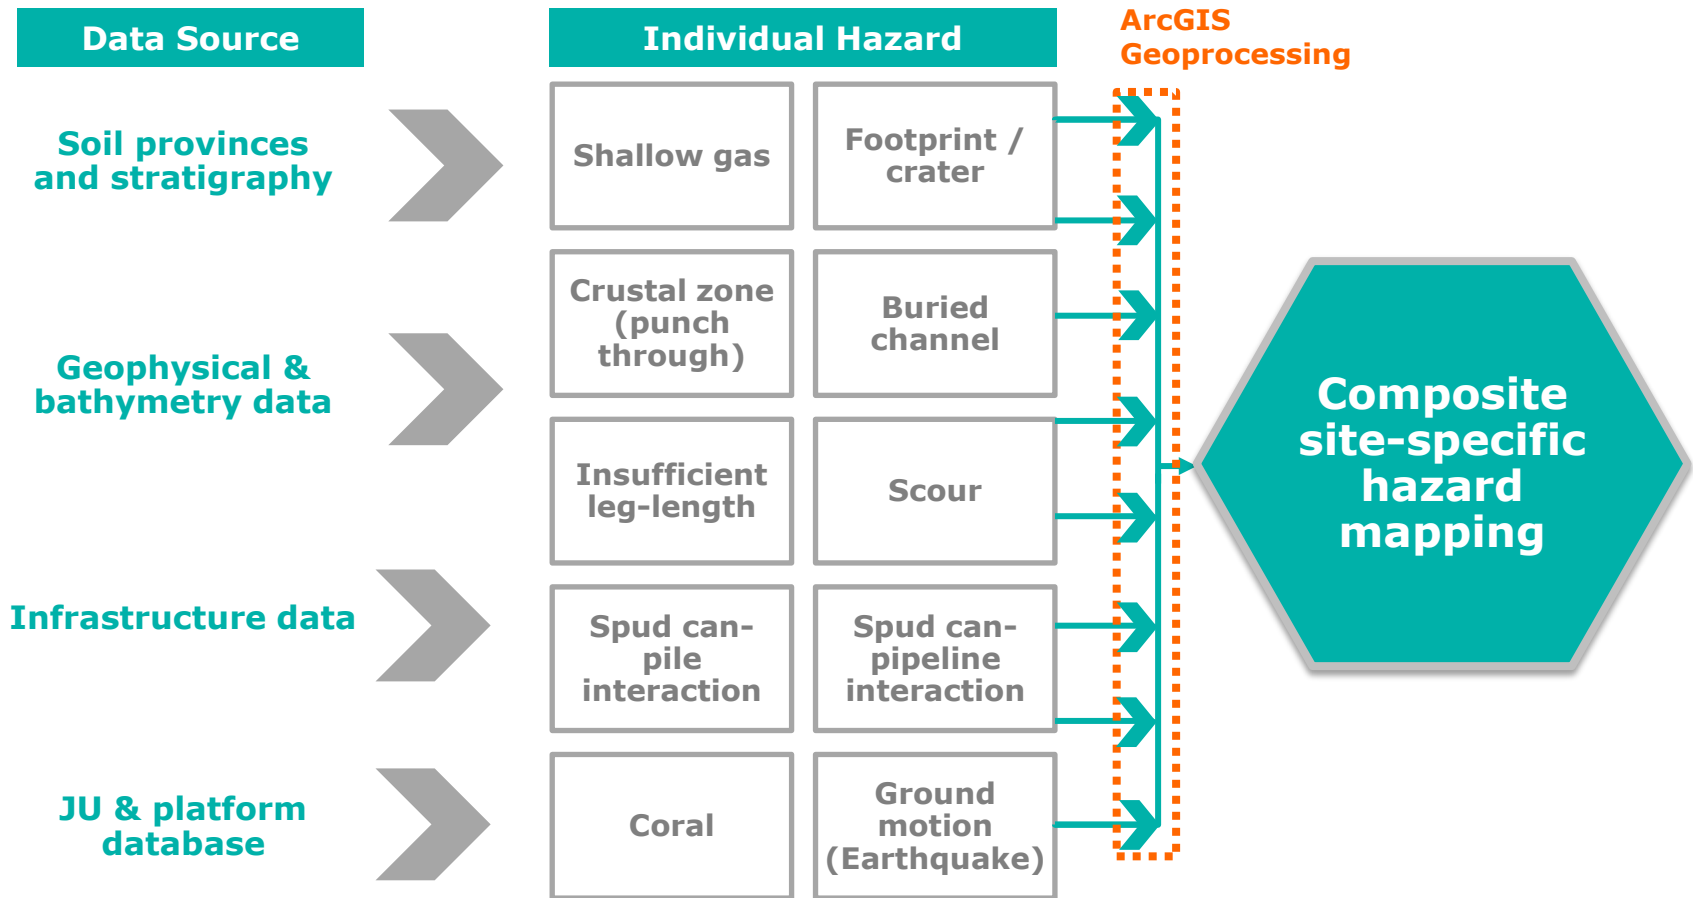 Data Source
Individual Hazard
ArcGIS
Geoprocessing
Soil provinces
and stratigraphy
Shallow gas
Footprint /
crater
Geophysical &
bathymetry data
Crustal zone
(punch
through)
Buried
channel
Insufficient
leg-length
Scour
Infrastructure data
Spud can-
pile
interaction
Spud can-
pipeline
interaction
JU & platform
database
Coral
Ground
motion
(Earthquake)
Composite
site-specific
hazard
mapping